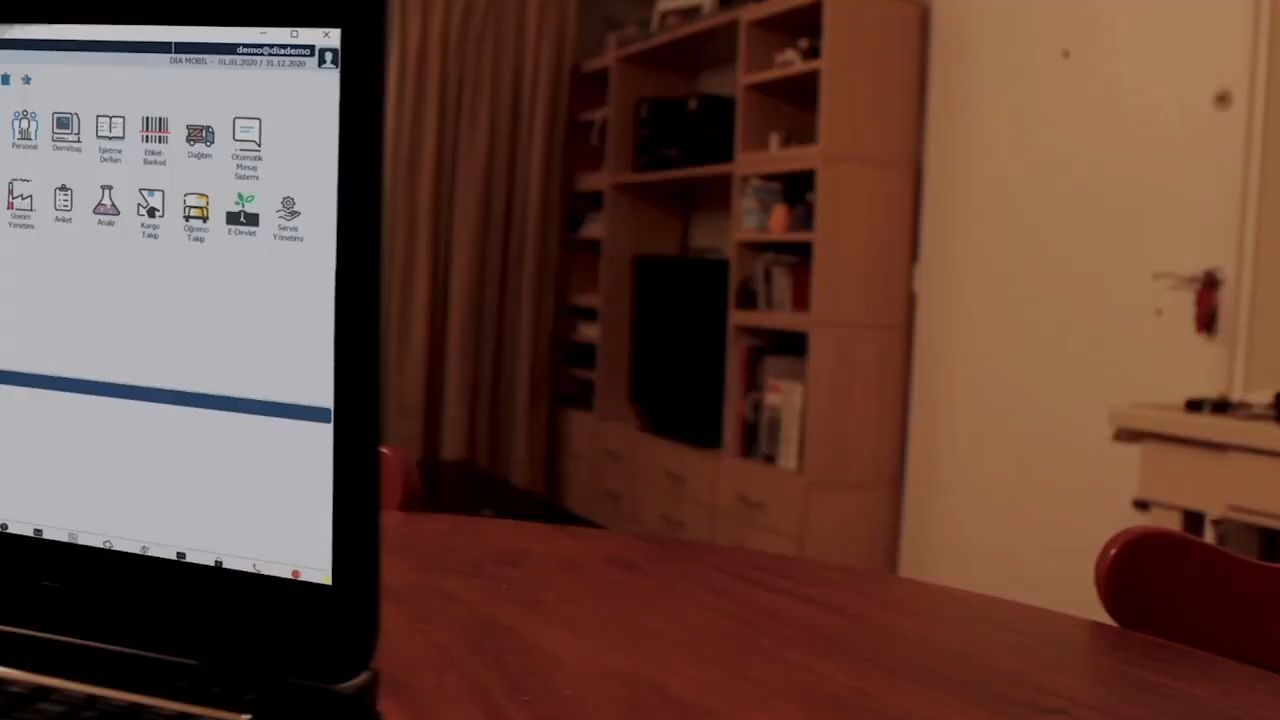 demo@diademo
DİA MOBİL - 01.01.2020 / 31.12.2020
Personel
Demirbaş
İşletme
Defteri
Etiket-
Barkod
Dağıtım
Otomatik
Mesaj
Sistemi
Üretim
Yönetimi
Anket
Analiz
Kargo
Takip
Öğrenci
Takip
E-Devlet
Servis
Yönetimi